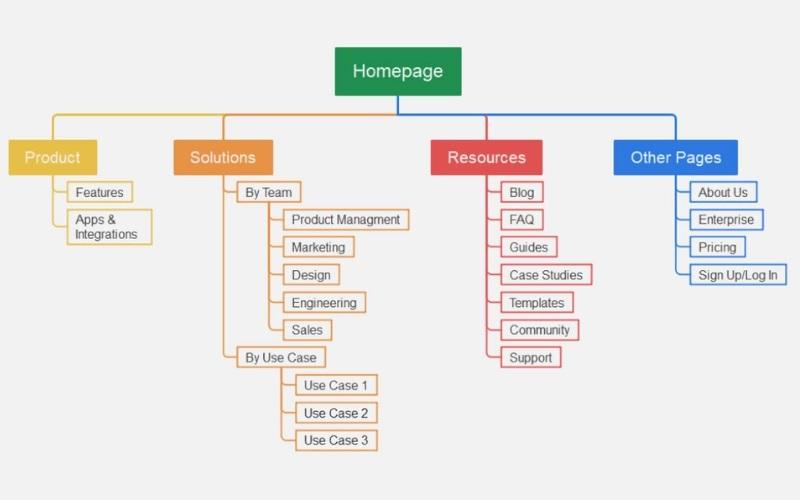 Homepage
Product
Features
Apps &
Integrations
Solutions
By Team
Product Managment
Marketing
Design
Engineering
Sales
By Use Case
Use Case 1
Use Case 2
Use Case 3
Resources
Blog
FAQ
Guides
Case Studies
Templates
Community
Support
Other Pages
About Us
Enterprise
Pricing
Sign Up/Log In